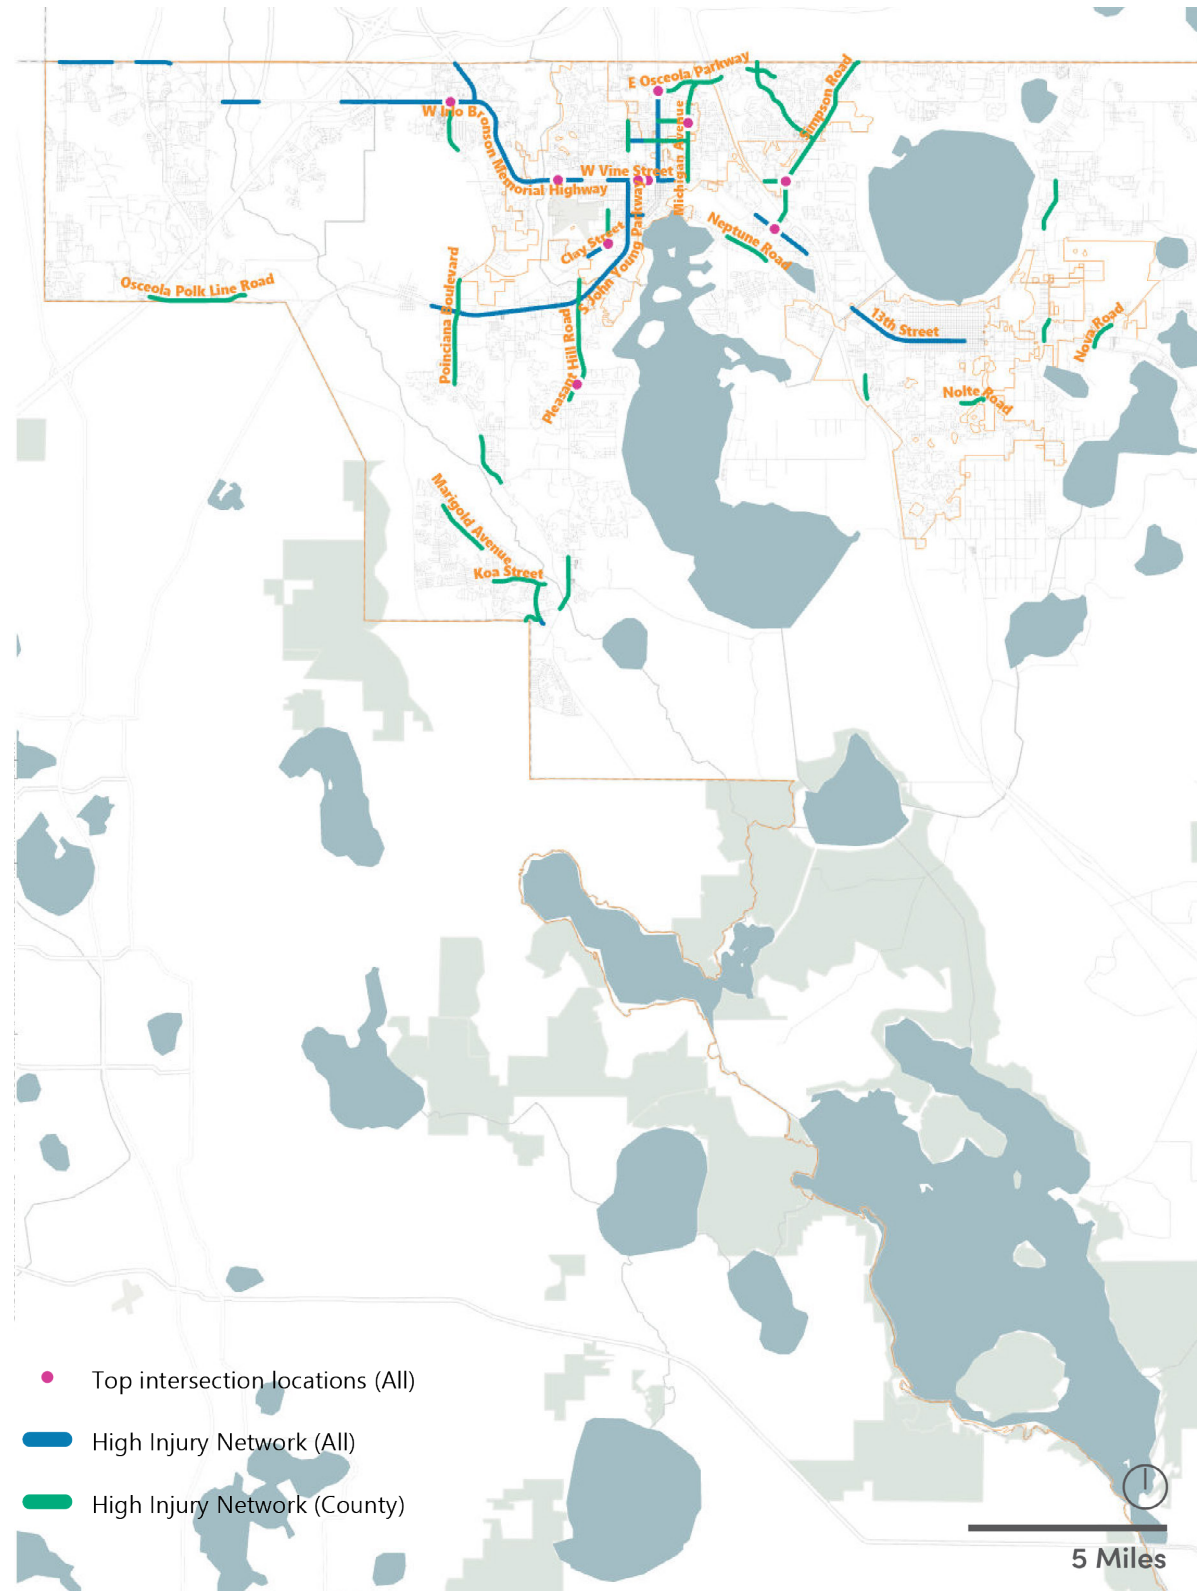 E Osceola Parkway
Simpson Road
W Irlo Bronson Memorial Highway
Michigan Avenue
W Vine Street
Neptune Road
Clay Street
S John Young Parkway
Osceola Polk Line Road
Poinciana Boulevard
Pleasant Hill Road
13th Street
Nova Road
Nolte Road
Marigold Avenue
Koa Street
Top intersection locations (All)
High Injury Network (All)
High Injury Network (County)
5 Miles